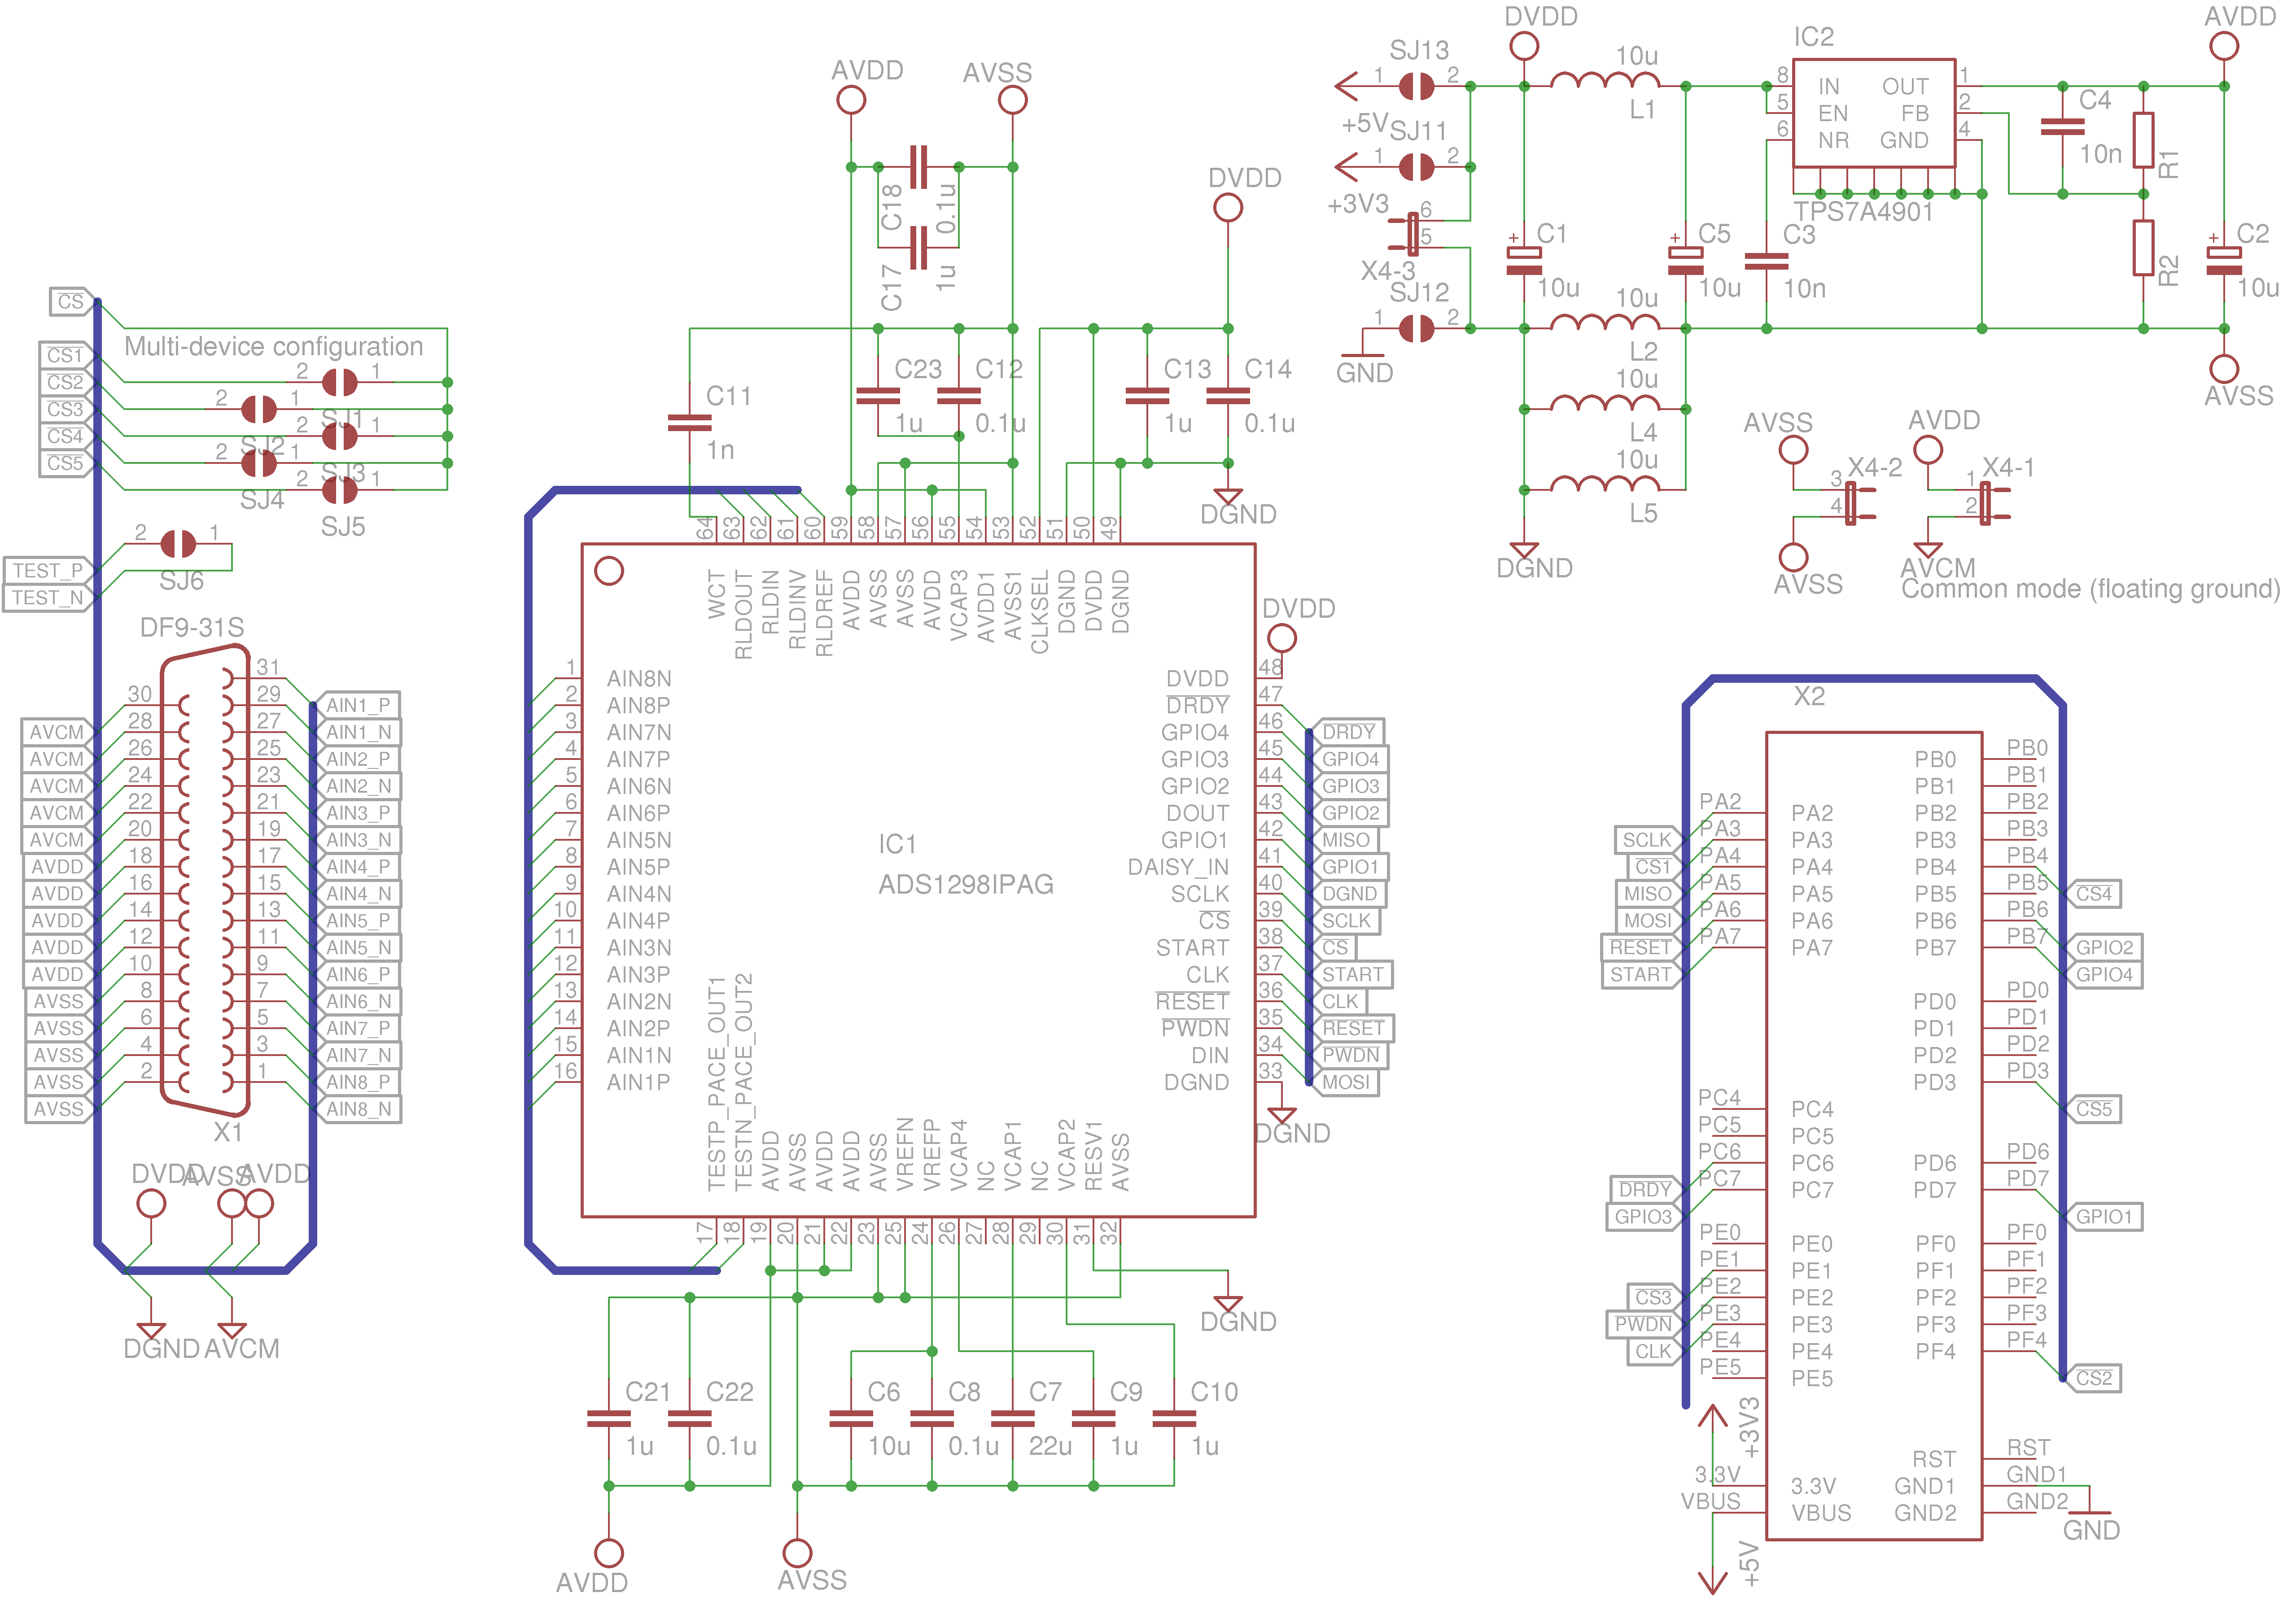 CS
Multi-device configuration
CS1
CS2
CS3
CS4
CS5
2 1
2 1
SJ1
2 1
SJ2
2 1
SJ3
2 1
SJ4
SJ5
2 1
SJ6
TEST_P
TEST_N
DF9-31S
31
30 29 AIN1_P
AVCM 28 27 AIN1_N
AVCM 26 25 AIN2_P
AVCM 24 23 AIN2_N
AVCM 22 21 AIN3_P
AVCM 20 19 AIN3_N
AVDD 18 17 AIN4_P
AVDD 16 15 AIN4_N
AVDD 14 13 AIN5_P
AVDD 12 11 AIN5_N
AVDD 10 9 AIN6_P
AVSS 8 7 AIN6_N
AVSS 6 5 AIN7_P
AVSS 4 3 AIN7_N
AVSS 2 1 AIN8_P
AVSS AIN8_N
X1
DVDD AVSS AVDD
DGND AVCM
AVDD AVSS
C18 0.1u
C17 1u
DVDD
C11 1n
C23 1u
C12 0.1u
C13 1u
C14 0.1u
DGND
64 63 62 61 60 59 58 57 56 55 54 53 52 51 50 49
WCT RLDOUT RLDIN RLDINV RLDREF AVDD AVSS AVSS AVDD VCAP3 AVDD1 AVSS1 CLKSEL DGND DVDD DGND
DVDD
1 AIN8N
2 AIN8P
3 AIN7N
4 AIN7P
5 AIN6N
6 AIN6P
7 AIN5N
8 AIN5P
9 AIN4N
10 AIN4P
11 AIN3N
12 AIN3P
13 AIN2N
14 AIN2P
15 AIN1N
16 AIN1P
IC1
ADS1298IPAG
DVDD 48
DRDY 47
GPIO4 46 DRDY
GPIO3 45 GPIO4
GPIO2 44 GPIO3
DOUT 43 GPIO2
GPIO1 42 MISO
DAISY_IN 41 GPIO1
SCLK 40 DGND
CS 39 SCLK
START 38 CS
CLK 37 START
RESET 36 CLK
PWDN 35 RESET
DIN 34 PWDN
DGND 33 MOSI
DGND
TESTP_PACE_OUT1 TESTN_PACE_OUT2 AVDD AVSS AVDD AVDD AVSS VREFN VREFP VCAP4 NC VCAP1 NC VCAP2 RESV1 AVSS
17 18 19 20 21 22 23 25 24 26 27 28 29 30 31 32
DGND
C21 1u
C22 0.1u
C6 10u
C8 0.1u
C7 22u
C9 1u
C10 1u
AVDD
AVSS
SJ13
1 2
+5V
SJ11
1 2
+3V3
6
5
X4-3
SJ12
1 2
GND
DVDD
10u
L1
+ C1
10u
+ C5
10u
10u
L2
10u
L4
10u
L5
DGND
IC2
8 IN OUT 1
5 EN FB 2
6 NR GND 4
TPS7A4901
C3
10n
C4
10n
R1
R2
AVDD
+ C2
10u
AVSS
AVSS
3 X4-2
4
AVSS
AVDD
1 X4-1
2
AVCM
Common mode (floating ground)
X2
PB0 PB0
PB1 PB1
PA2 PA2 PB2 PB2
SCLK PA3 PA3 PB3 PB3
CS1 PA4 PA4 PB4 PB4
MISO PA5 PA5 PB5 PB5 CS4
MOSI PA6 PA6 PB6 PB6
RESET PA7 PA7 PB7 PB7 GPIO2
START GPIO4
PD0 PD0
PD1 PD1
PD2 PD2
PD3 PD3
PC4 PC4 CS5
PC5 PC5
PC6 PC6 PD6 PD6
DRDY PC7 PC7 PD7 PD7
GPIO3 GPIO1
PE0 PE0 PF0 PF0
PE1 PE1 PF1 PF1
CS3 PE2 PE2 PF2 PF2
PWDN PE3 PE3 PF3 PF3
CLK PE4 PE4 PF4 PF4
PE5 PE5 CS2
+3V3
RST RST
3.3V 3.3V GND1 GND1
VBUS VBUS GND2 GND2
GND
+5V